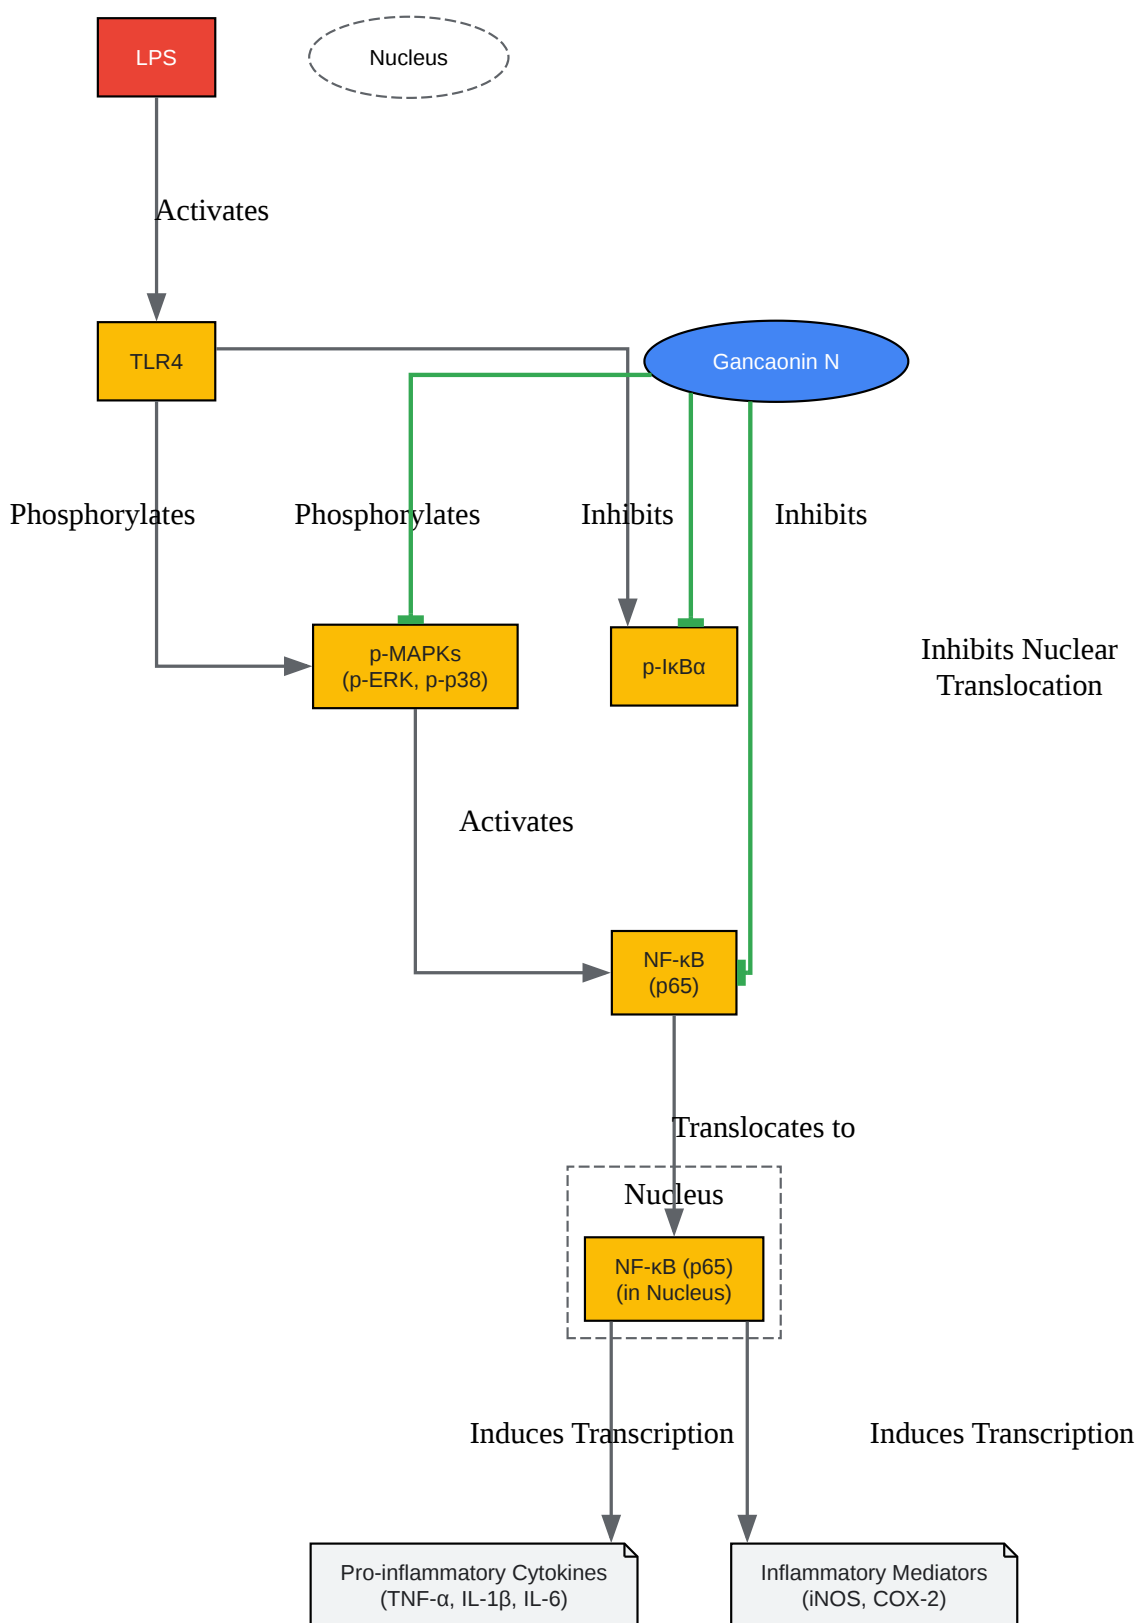 LPS
Nucleus
Activates
TLR4
Gancaonin N
Phosphorylates
Phosphorylates
Inhibits
Inhibits
p-MAPKs
(p-ERK, p-p38)
p-IκBα
Inhibits Nuclear
Translocation
Activates
NF-κB
(p65)
Translocates to
Nucleus
NF-κB (p65)
(in Nucleus)
Induces Transcription
Induces Transcription
Pro-inflammatory Cytokines
(TNF-α, IL-1β, IL-6)
Inflammatory Mediators
(iNOS, COX-2)